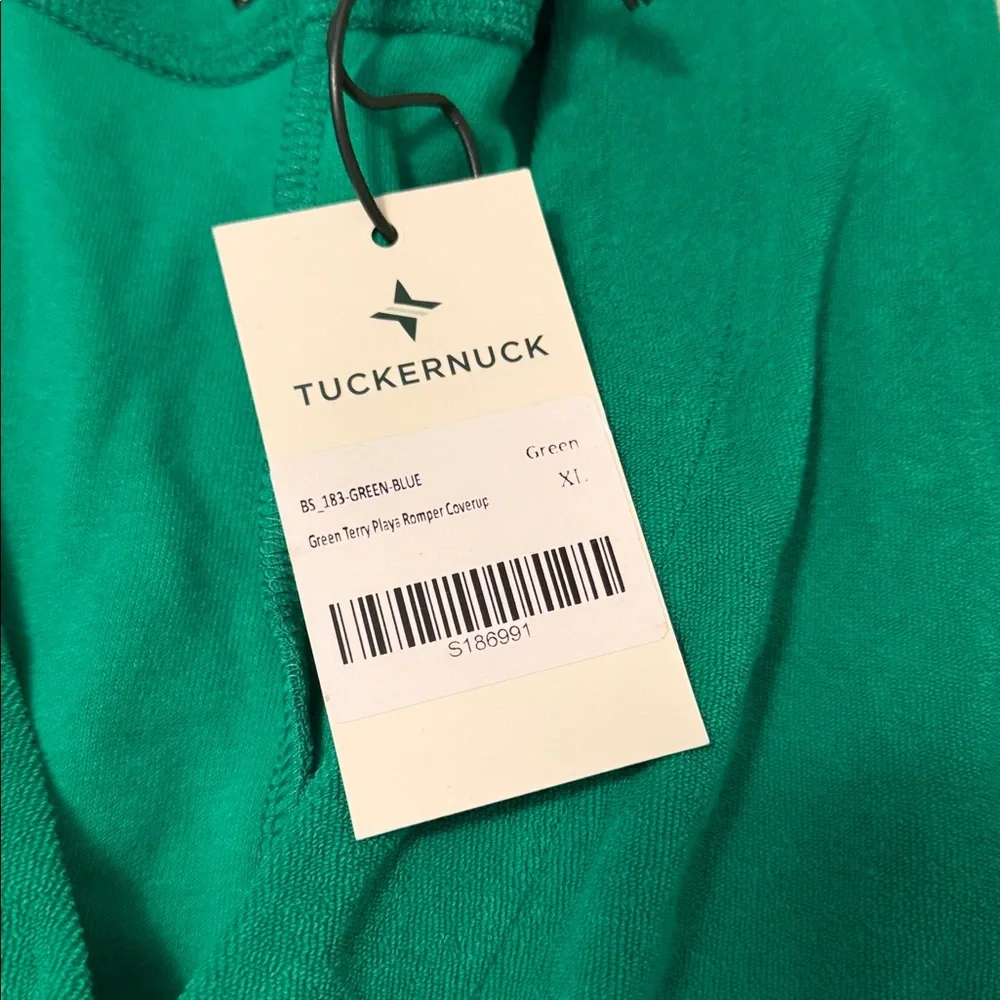 TUCKERNUCK
BS_183-GREEN-BLUE
Green
Green Terry Playa Romper Coverup
XL
S186991